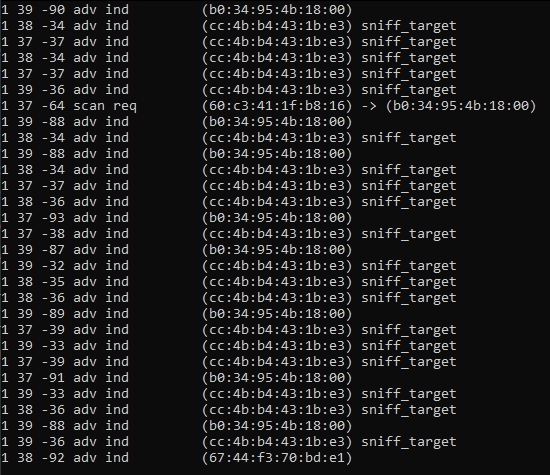 1 39 -90 adv ind (b0:34:95:4b:18:00)
1 38 -34 adv ind (cc:4b:b4:43:1b:e3) sniff_target
1 37 -37 adv ind (cc:4b:b4:43:1b:e3) sniff_target
1 38 -34 adv ind (cc:4b:b4:43:1b:e3) sniff_target
1 37 -37 adv ind (cc:4b:b4:43:1b:e3) sniff_target
1 39 -36 adv ind (cc:4b:b4:43:1b:e3) sniff_target
1 37 -64 scan req (60:c3:41:1f:b8:16) -> (b0:34:95:4b:18:00)
1 39 -88 adv ind (b0:34:95:4b:18:00)
1 38 -34 adv ind (cc:4b:b4:43:1b:e3) sniff_target
1 39 -88 adv ind (b0:34:95:4b:18:00)
1 38 -34 adv ind (cc:4b:b4:43:1b:e3) sniff_target
1 37 -37 adv ind (cc:4b:b4:43:1b:e3) sniff_target
1 38 -36 adv ind (cc:4b:b4:43:1b:e3) sniff_target
1 37 -93 adv ind (b0:34:95:4b:18:00)
1 37 -38 adv ind (cc:4b:b4:43:1b:e3) sniff_target
1 39 -87 adv ind (b0:34:95:4b:18:00)
1 39 -32 adv ind (cc:4b:b4:43:1b:e3) sniff_target
1 38 -35 adv ind (cc:4b:b4:43:1b:e3) sniff_target
1 38 -36 adv ind (cc:4b:b4:43:1b:e3) sniff_target
1 39 -89 adv ind (b0:34:95:4b:18:00)
1 37 -39 adv ind (cc:4b:b4:43:1b:e3) sniff_target
1 39 -33 adv ind (cc:4b:b4:43:1b:e3) sniff_target
1 37 -39 adv ind (cc:4b:b4:43:1b:e3) sniff_target
1 37 -91 adv ind (b0:34:95:4b:18:00)
1 39 -33 adv ind (cc:4b:b4:43:1b:e3) sniff_target
1 38 -36 adv ind (cc:4b:b4:43:1b:e3) sniff_target
1 39 -88 adv ind (b0:34:95:4b:18:00)
1 39 -36 adv ind (cc:4b:b4:43:1b:e3) sniff_target
1 38 -92 adv ind (67:44:f3:70:bd:e1)